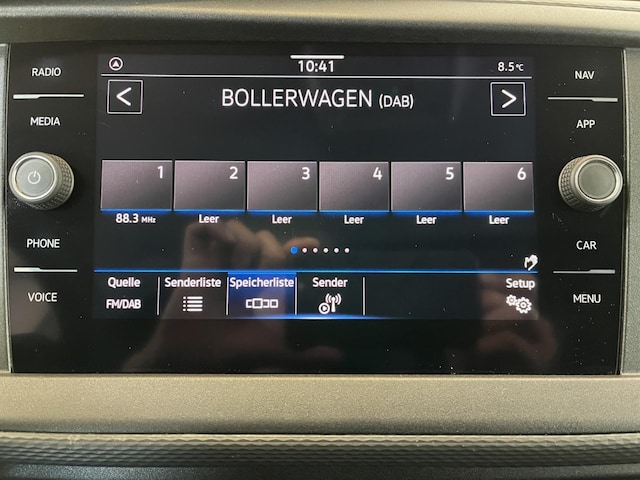 RADIO
MEDIA
PHONE
VOICE
10:41
8.5°C
BOLLERWAGEN (DAB)
1 2 3 4 5 6
88.3 MHz Leer Leer Leer Leer Leer
Quelle Senderliste Speicherliste Sender Setup
FM/DAB
NAV
APP
CAR
MENU